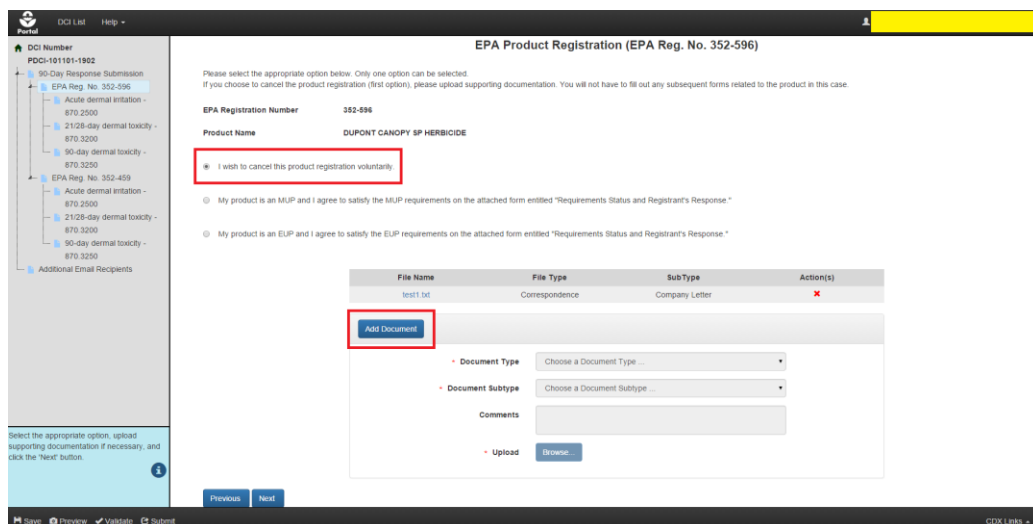 Portal
DCI List
Help
DCI Number
PDCI-101101-1902
90-Day Response Submission
EPA Reg. No. 352-596
Acute dermal irritation -
870.2500
21/28-day dermal toxicity -
870.3200
90-day dermal toxicity -
870.3250
EPA Reg. No. 352-459
Acute dermal irritation -
870.2500
21/28-day dermal toxicity -
870.3200
90-day dermal toxicity -
870.3250
Additional Email Recipients
Select the appropriate option, upload
supporting documentation if necessary, and
click the 'Next' button.
EPA Product Registration (EPA Reg. No. 352-596)
Please select the appropriate option below. Only one option can be selected.
If you choose to cancel the product registration (first option), please upload supporting documentation. You will not have to fill out any subsequent forms related to the product in this case.
EPA Registration Number 352-596
Product Name DUPONT CANOPY SP HERBICIDE
I wish to cancel this product registration voluntarily.
My product is an MUP and I agree to satisfy the MUP requirements on the attached form entitled "Requirements Status and Registrant's Response."
My product is an EUP and I agree to satisfy the EUP requirements on the attached form entitled "Requirements Status and Registrant's Response."
File Name File Type SubType Action(s)
test1.txt Correspondence Company Letter
Add Document
* Document Type Choose a Document Type ...
* Document Subtype Choose a Document Subtype ...
Comments
* Upload Browse...
Previous Next
Save Preview Validate Submit CDX Links